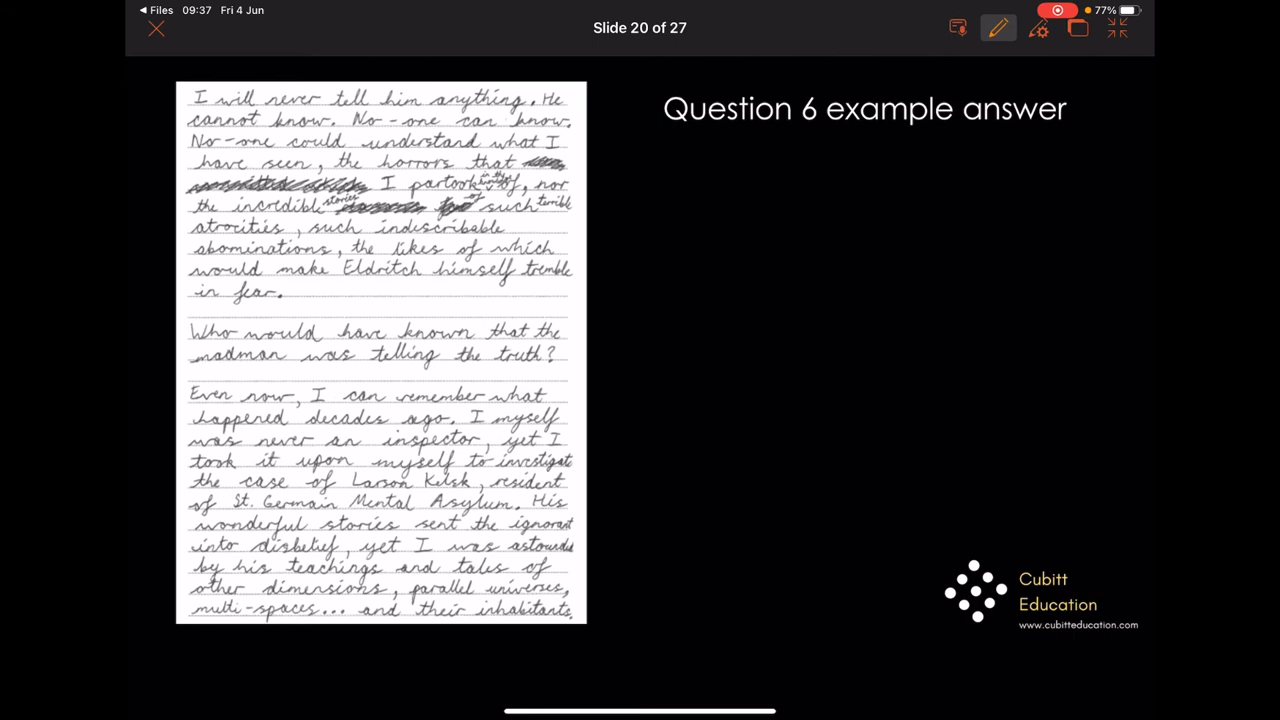 Files 09:37 Fri 4 Jun
77%
Slide 20 of 27
Question 6 example answer
I will never tell him anything. He
cannot know. No-one can know.
No-one could understand what I
have seen, the horrors that
I partook of, nor
the incredible stories of such terrible
atrocities, such indescribable
abominations, the likes of which
would make Eldritch himself tremble
in fear.
Who would have known that the
madman was telling the truth?
Even now, I can remember what
happened decades ago. I myself
was never an inspector, yet I
took it upon myself to investigate
the case of Larson Kelsk, resident
of St. Germain Mental Asylum. His
wonderful stories sent the ignorant
into disbelief, yet I was astounded
by his teachings and tales of
other dimensions, parallel universes,
multi-spaces... and their inhabitants.
Cubitt
Education
www.cubitteducation.com